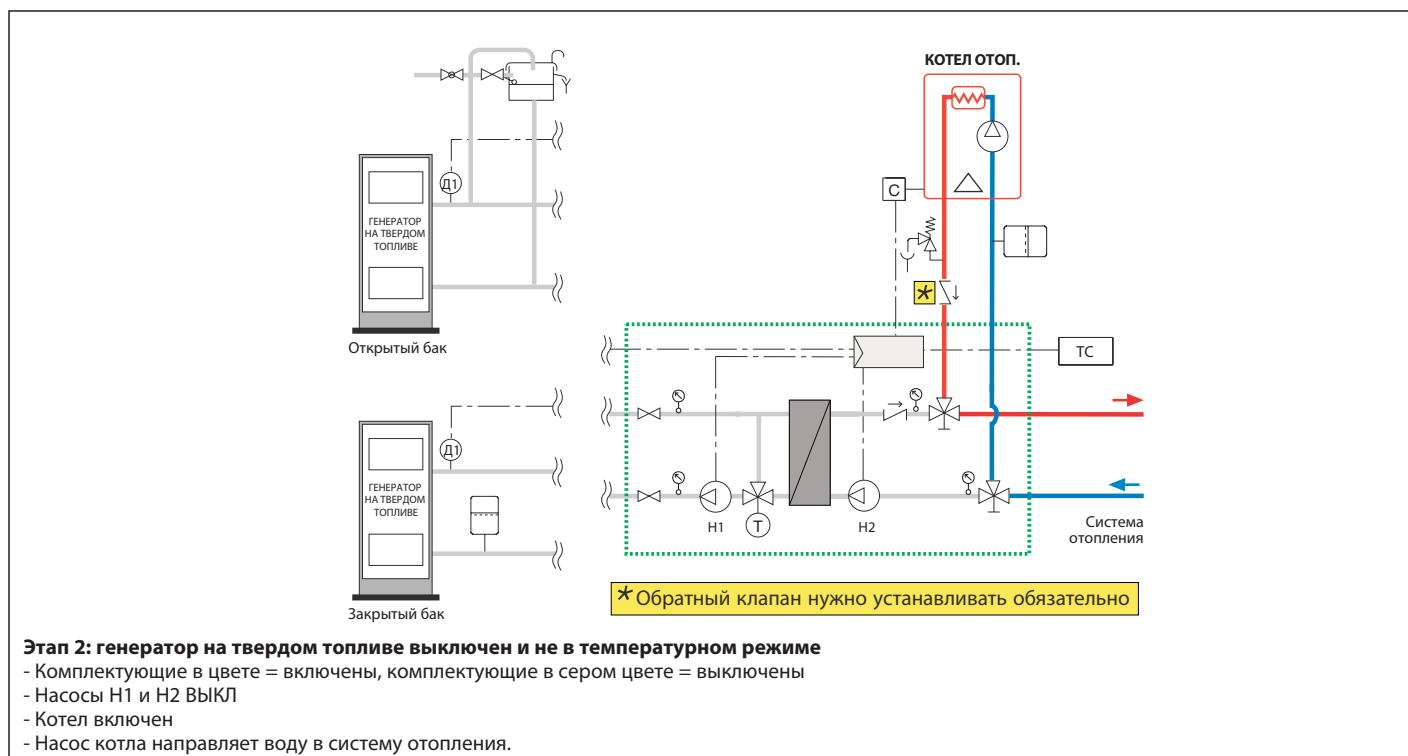 КОТЕЛ ОТОП.
Д1
С
ГЕНЕРАТОР
НА ТВЕРДОМ
ТОПЛИВЕ
*
Открытый бак
ТС
Д1
ГЕНЕРАТОР
НА ТВЕРДОМ
ТОПЛИВЕ
Н1
Т
Н2
Система
отопления
Закрытый бак
* Обратный клапан нужно устанавливать обязательно
Этап 2: генератор на твердом топливе выключен и не в температурном режиме
- Комплектующие в цвете = включены, комплектующие в сером цвете = выключены
- Насосы Н1 и Н2 ВЫКЛ
- Котел включен
- Насос котла направляет воду в систему отопления.